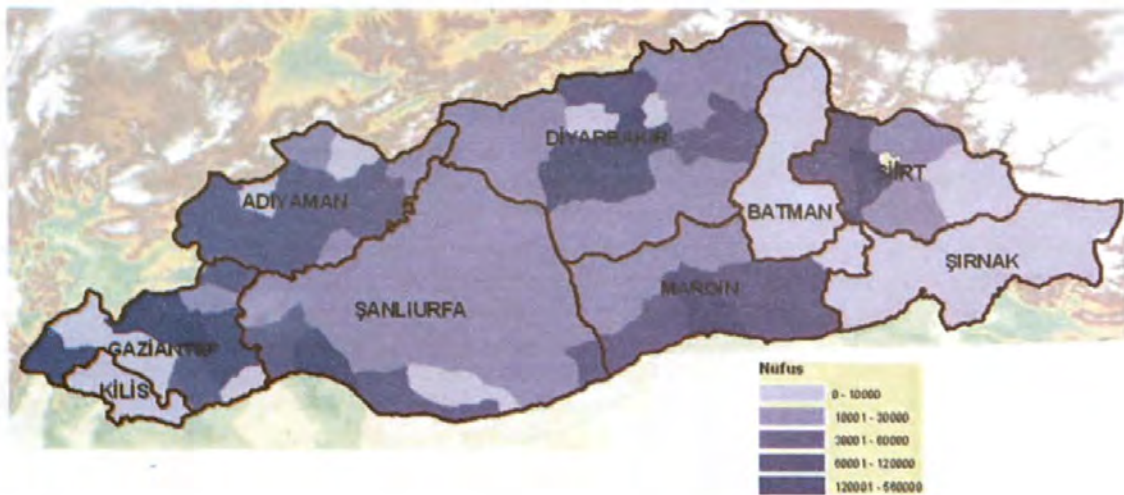 DİYARBAKIR
SİİRT
ADIYAMAN
BATMAN
ŞIRNAK
MARDİN
ŞANLIURFA
GAZİANTEP
KİLİS
Nüfus
0 - 10000
10001 - 30000
30001 - 60000
60001 - 120000
120001 - 560000